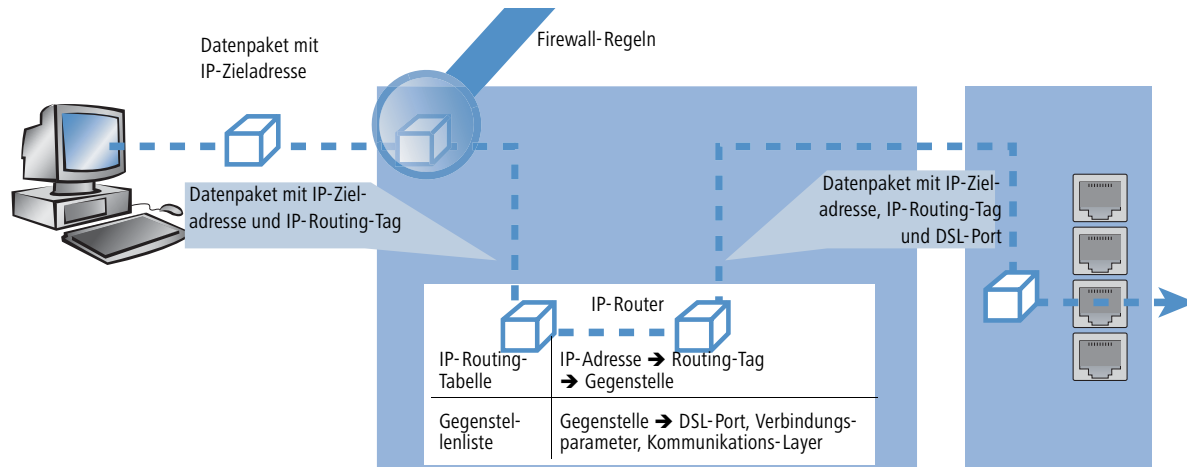 Datenpaket mit
IP-Zieladresse
Firewall-Regeln
Datenpaket mit IP-Ziel-
adresse und IP-Routing-Tag
Datenpaket mit IP-Ziel-
adresse, IP-Routing-Tag
und DSL-Port
IP-Router
IP-Routing-
Tabelle
IP-Adresse ➔ Routing-Tag
➔ Gegenstelle
Gegenstel-
lenliste
Gegenstelle ➔ DSL-Port, Verbindungs-
parameter, Kommunikations-Layer